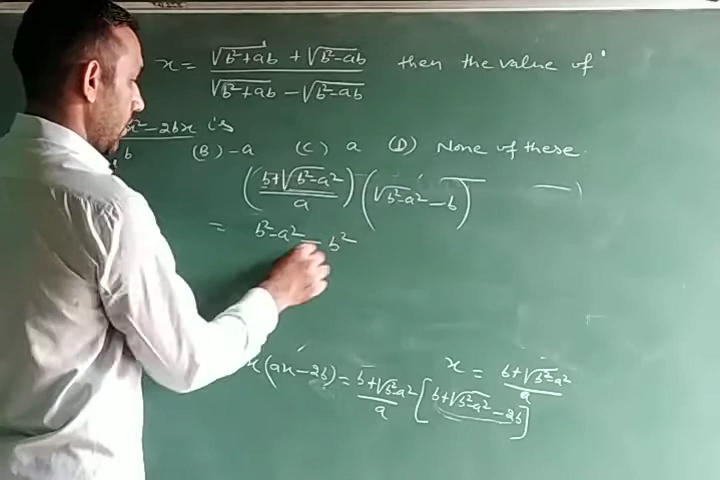 x = (√(b²+ab) + √(b²-ab)) / (√(b²+ab) - √(b²-ab)) then the value of
x² - 2bx is
b (B) -a (C) a (D) None of these.
((b+√(b²-a²))/a) (√(b²-a²) - b)
= b²-a² - b²
x(ax-2b) = (b+√(b²-a²))/a [b+√(b²-a²) - 2b]
x = (b+√(b²-a²))/a